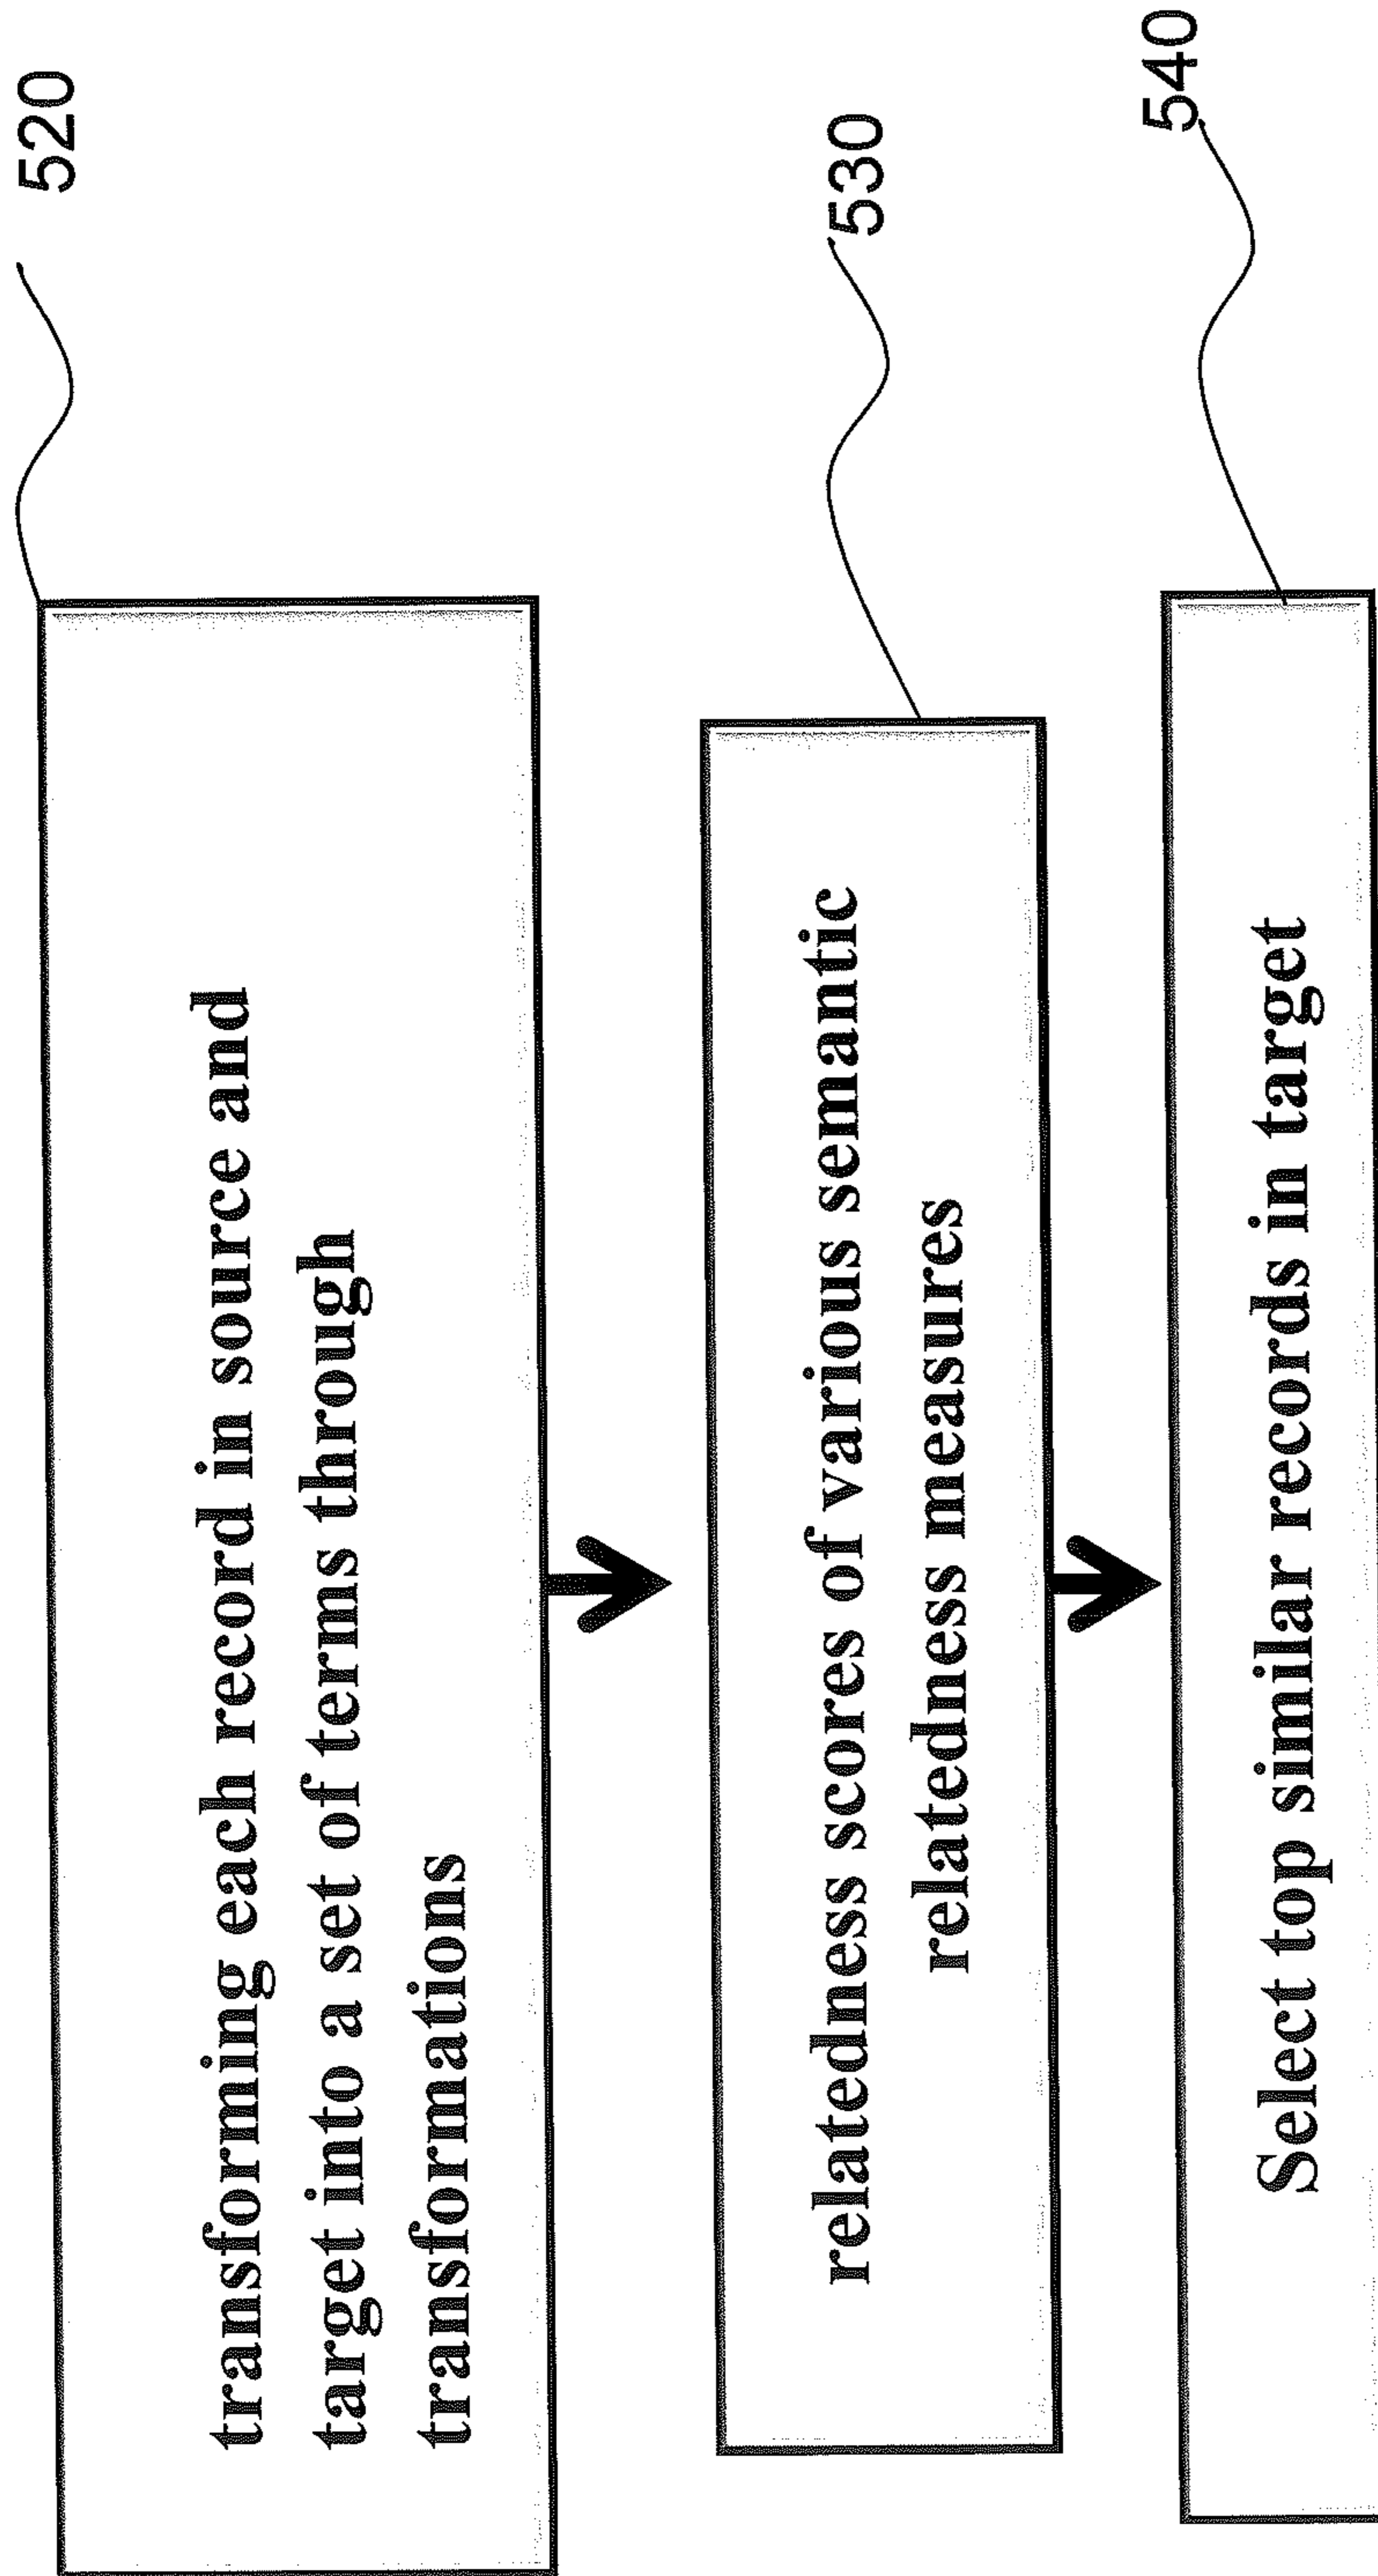 520
transforming each record in source and
target into a set of terms through
transformations
530
relatedness scores of various semantic
relatedness measures
540
Select top similar records in target